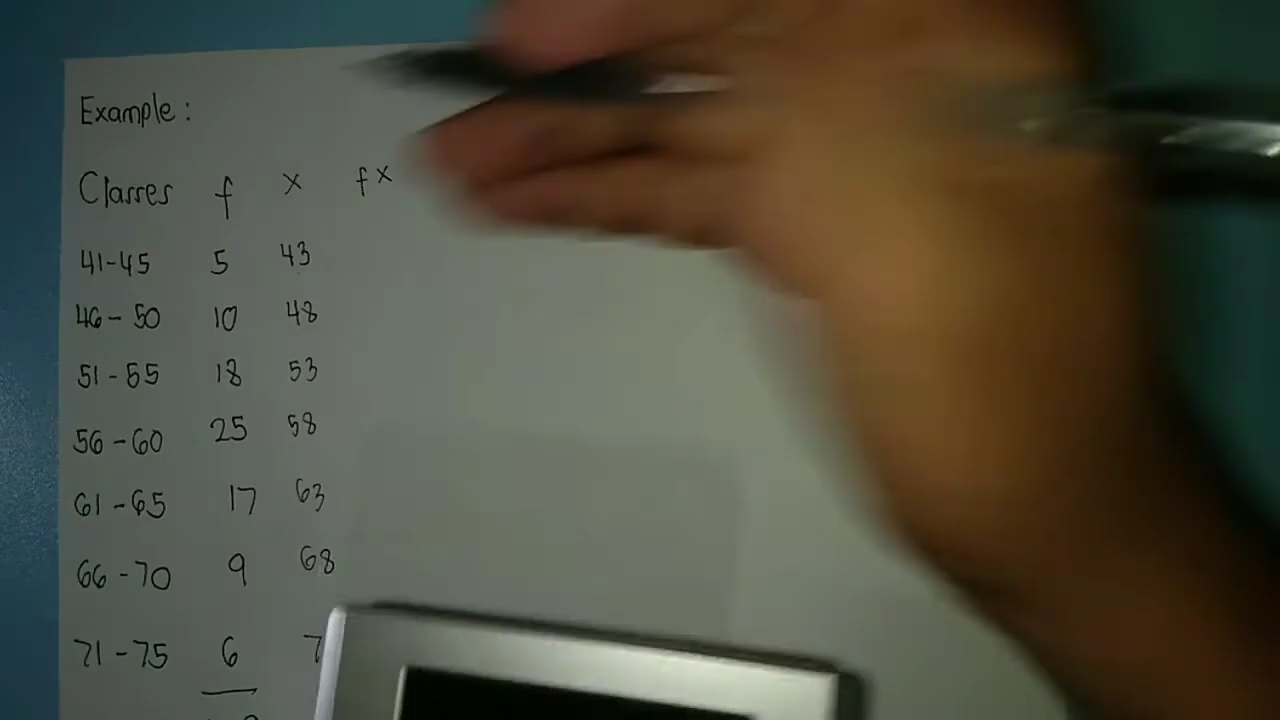 Example :
Classes f x fx
41-45 5 43
46 - 50 10 48
51 - 55 18 53
56 - 60 25 58
61 - 65 17 63
66 - 70 9 68
71 - 75 6 7